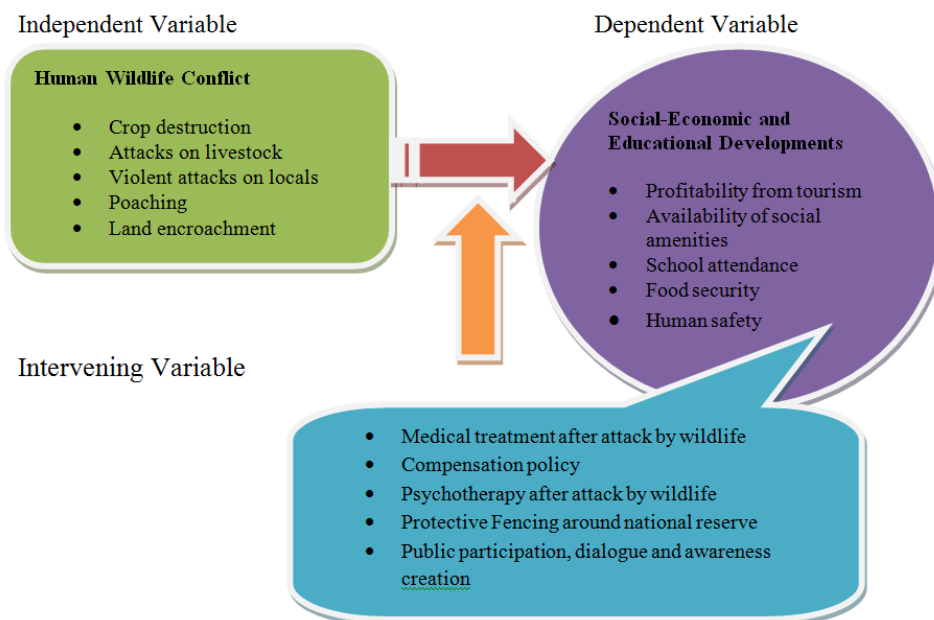 Independent Variable
Dependent Variable
Human Wildlife Conflict
• Crop destruction
• Attacks on livestock
• Violent attacks on locals
• Poaching
• Land encroachment
Social-Economic and
Educational Developments
• Profitability from tourism
• Availability of social
amenities
• School attendance
• Food security
• Human safety
Intervening Variable
• Medical treatment after attack by wildlife
• Compensation policy
• Psychotherapy after attack by wildlife
• Protective Fencing around national reserve
• Public participation, dialogue and awareness
creation